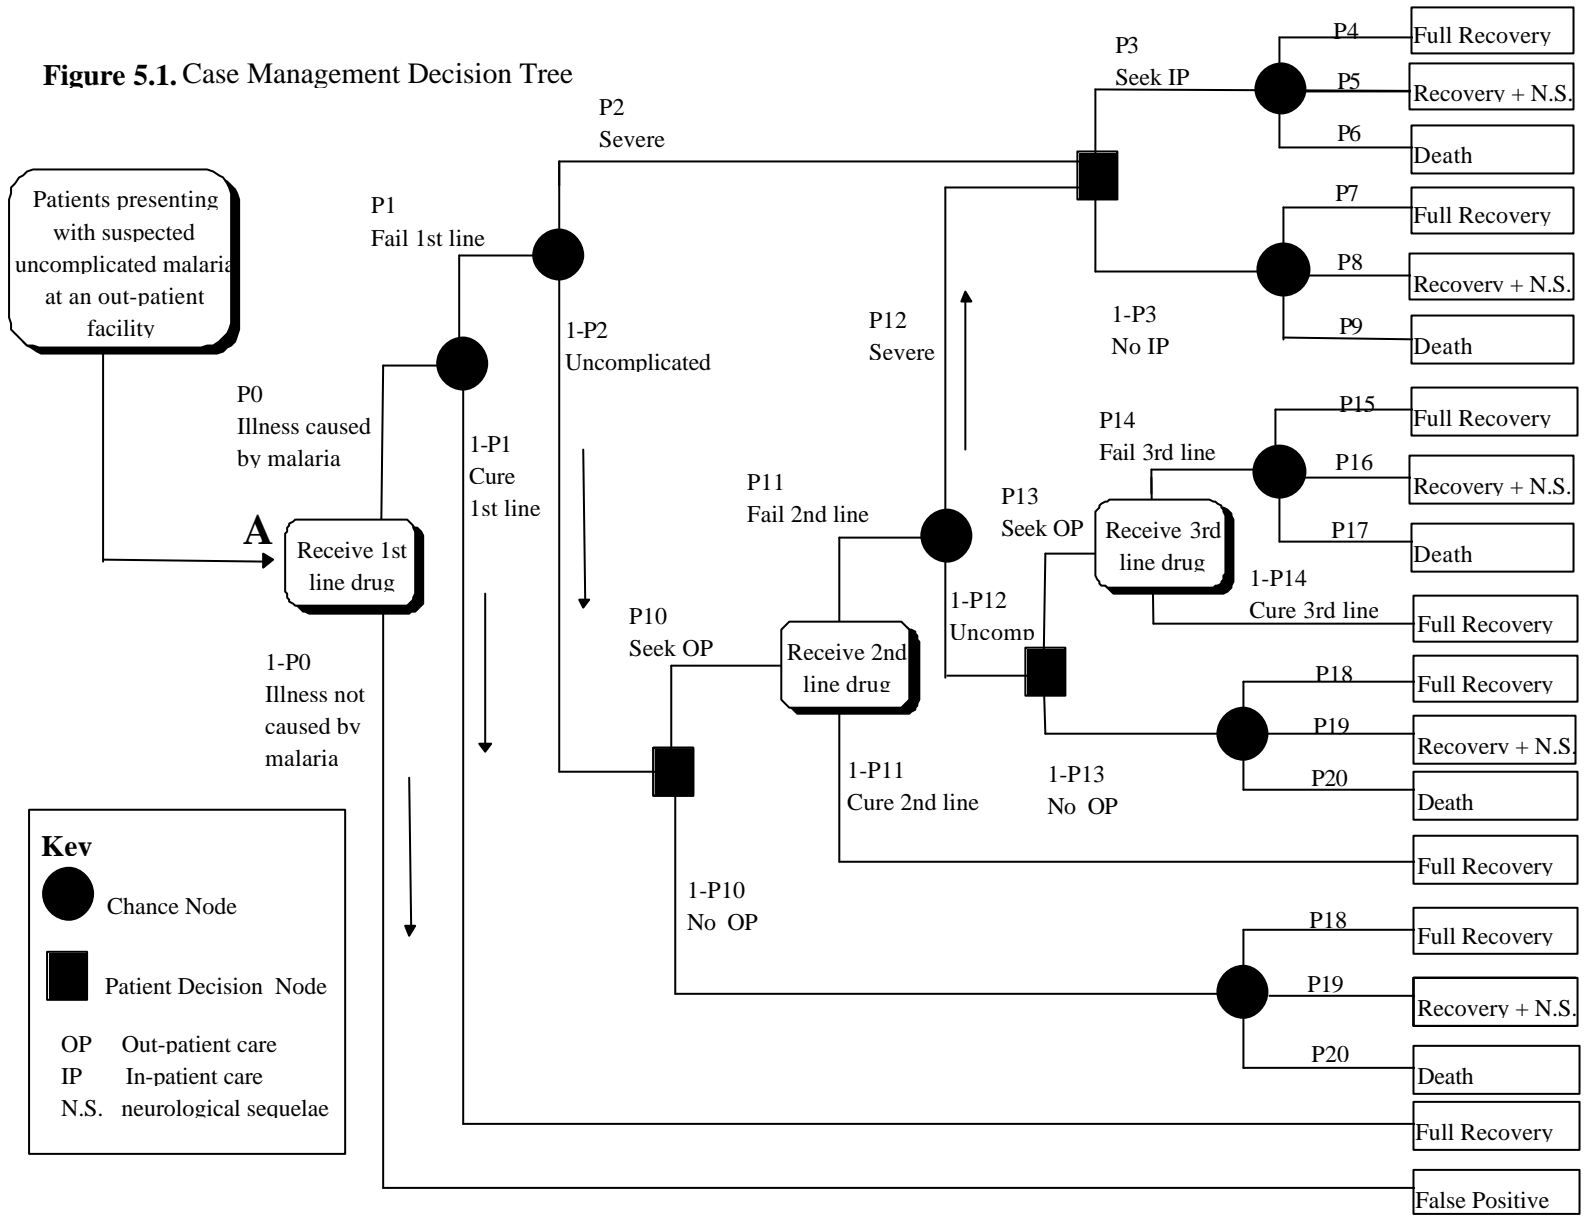 Figure 5.1. Case Management Decision Tree
Patients presenting
with suspected
uncomplicated malaria
at an out-patient
facility
A
Receive 1st
line drug
P0
Illness caused
by malaria
1-P0
Illness not
caused by
malaria
P1
Fail 1st line
1-P1
Cure
1st line
P2
Severe
1-P2
Uncomplicated
P10
Seek OP
1-P10
No OP
Receive 2nd
line drug
P11
Fail 2nd line
1-P11
Cure 2nd line
P12
Severe
1-P12
Uncomp
P13
Seek OP
1-P13
No OP
Receive 3rd
line drug
P14
Fail 3rd line
1-P14
Cure 3rd line
P3
Seek IP
1-P3
No IP
P4
Full Recovery
P5
Recovery + N.S.
P6
Death
P7
Full Recovery
P8
Recovery + N.S.
P9
Death
P15
Full Recovery
P16
Recovery + N.S.
P17
Death
Full Recovery
P18
Full Recovery
P19
Recovery + N.S.
P20
Death
Full Recovery
P18
Full Recovery
P19
Recovery + N.S.
P20
Death
Full Recovery
False Positive
Key
Chance Node
Patient Decision Node
OP Out-patient care
IP In-patient care
N.S. neurological sequelae